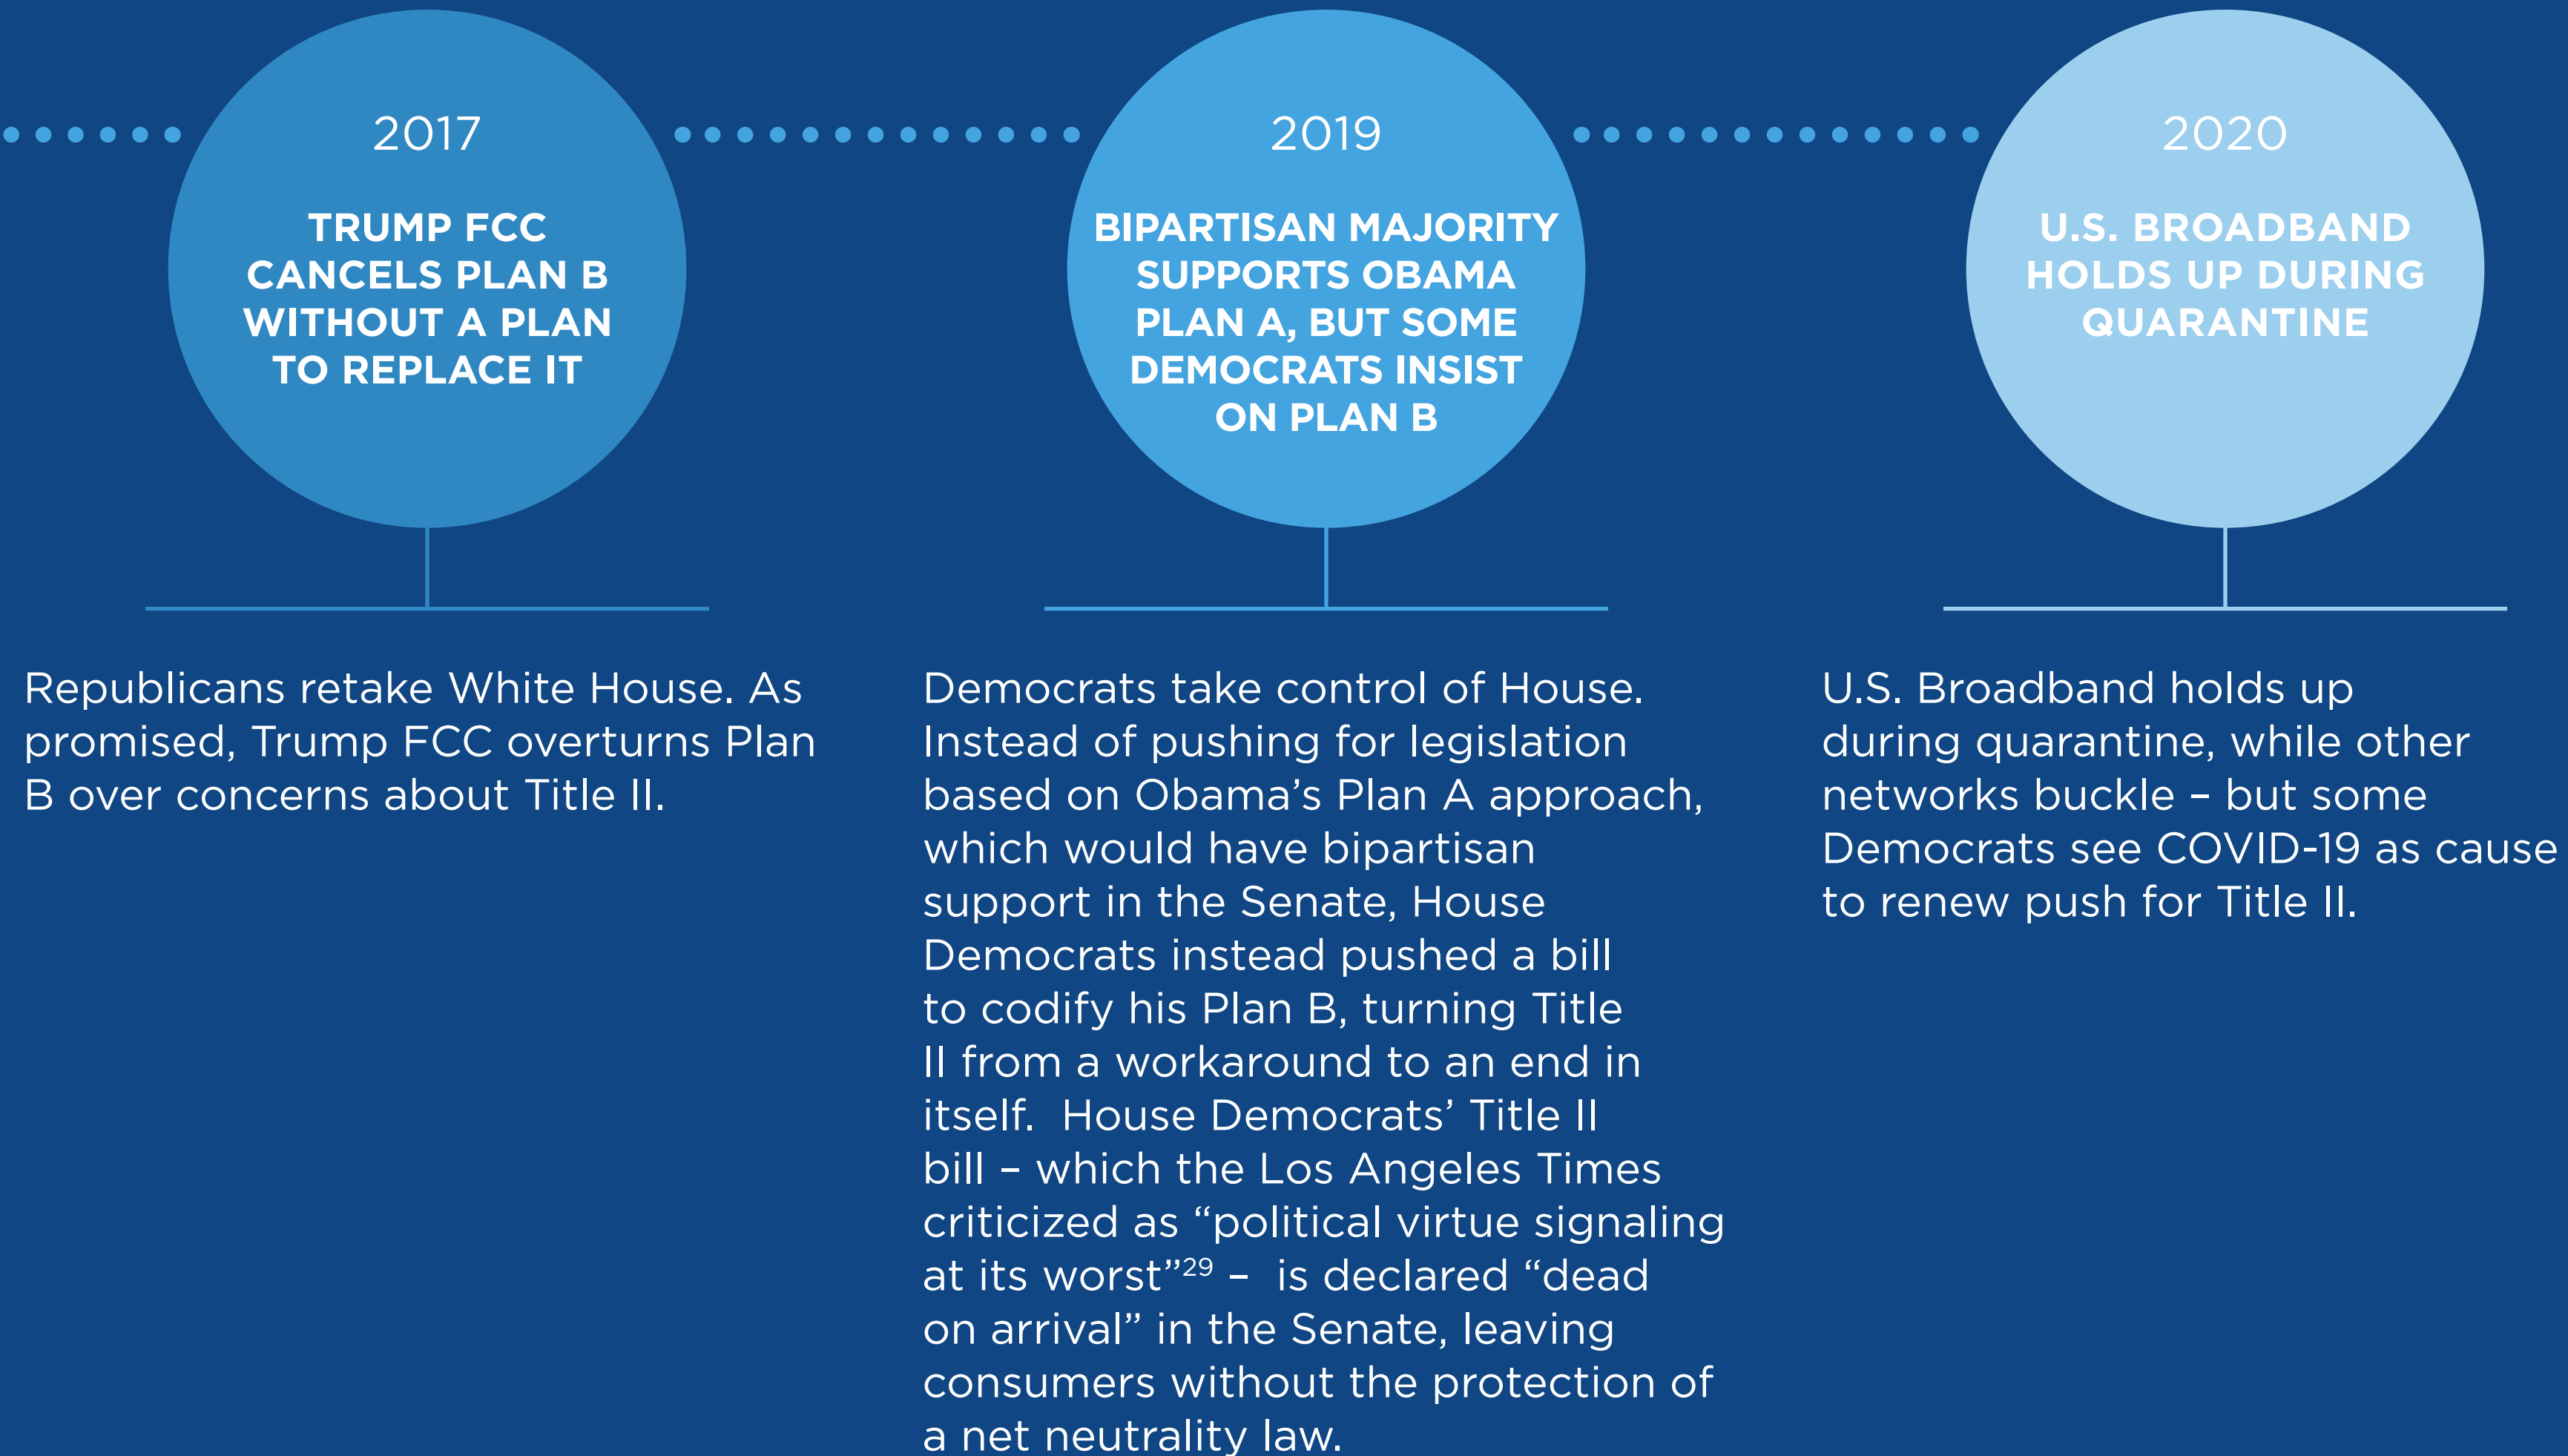 2017
TRUMP FCC
CANCELS PLAN B
WITHOUT A PLAN
TO REPLACE IT
Republicans retake White House. As
promised, Trump FCC overturns Plan
B over concerns about Title II.
2019
BIPARTISAN MAJORITY
SUPPORTS OBAMA
PLAN A, BUT SOME
DEMOCRATS INSIST
ON PLAN B
Democrats take control of House.
Instead of pushing for legislation
based on Obama’s Plan A approach,
which would have bipartisan
support in the Senate, House
Democrats instead pushed a bill
to codify his Plan B, turning Title
II from a workaround to an end in
itself.  House Democrats’ Title II
bill – which the Los Angeles Times
criticized as “political virtue signaling
at its worst”29 –  is declared “dead
on arrival” in the Senate, leaving
consumers without the protection of
a net neutrality law.
2020
U.S. BROADBAND
HOLDS UP DURING
QUARANTINE
U.S. Broadband holds up
during quarantine, while other
networks buckle – but some
Democrats see COVID-19 as cause
to renew push for Title II.